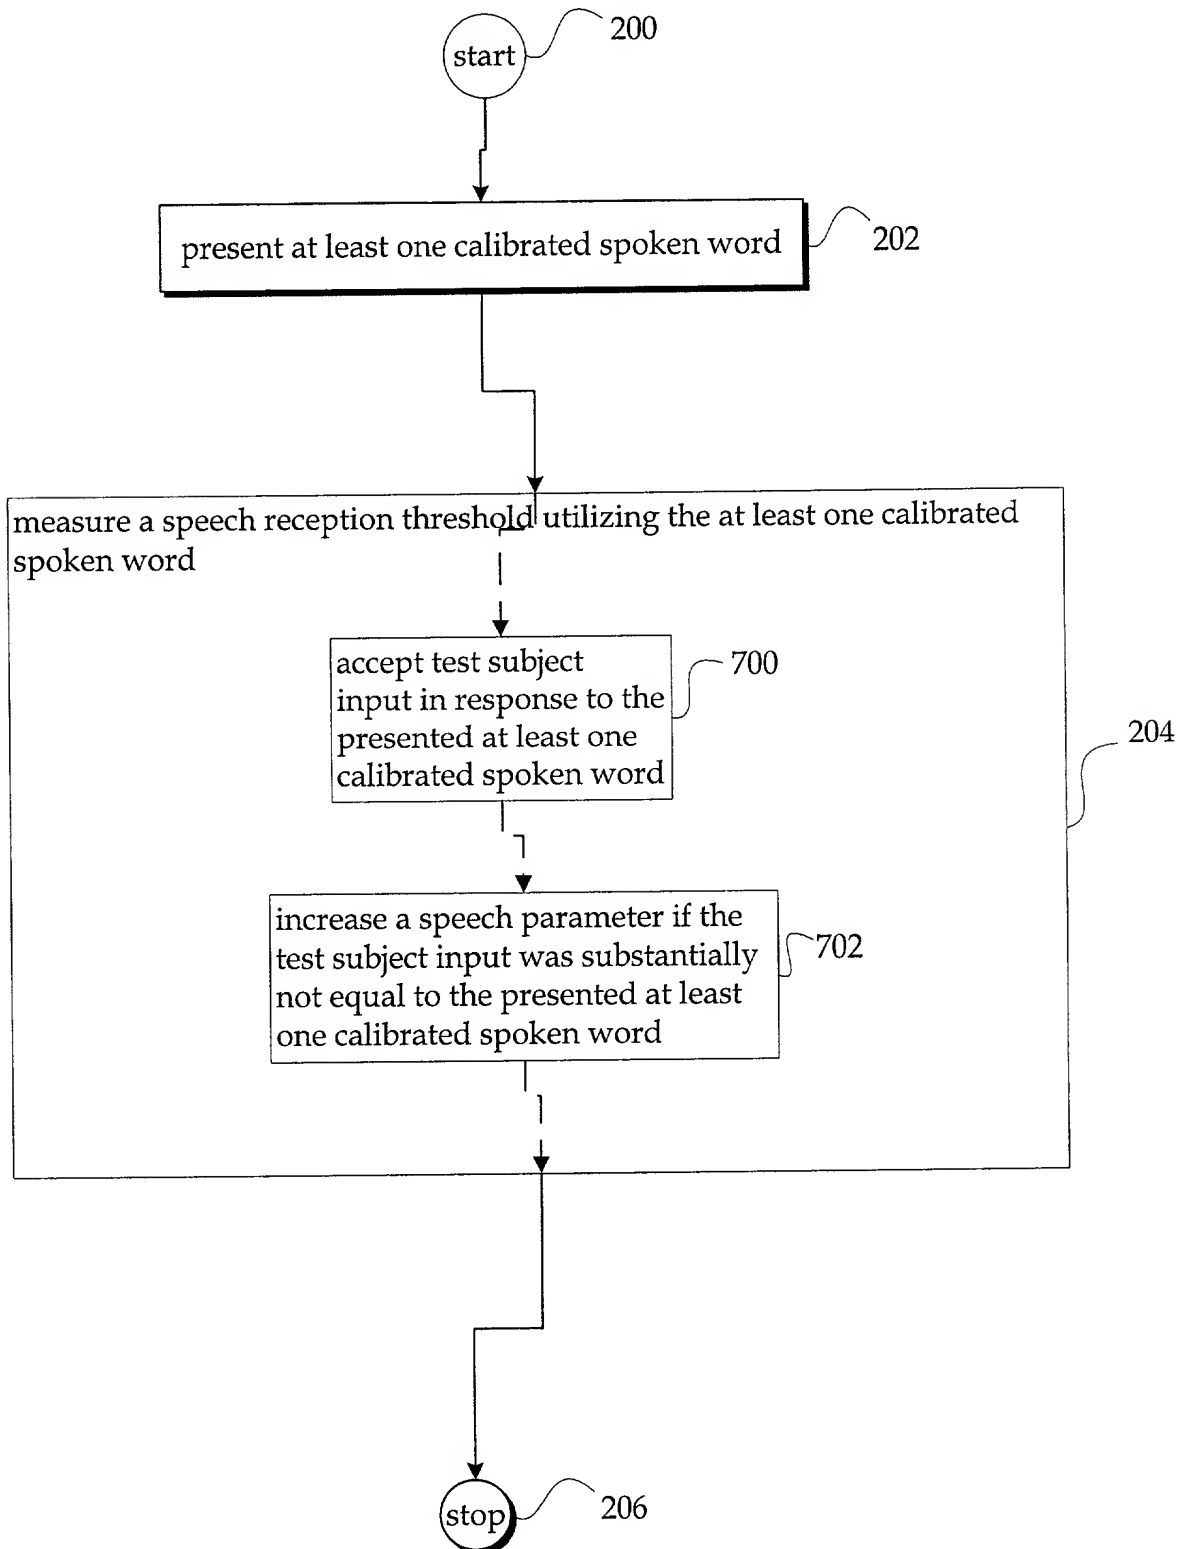 start
200
present at least one calibrated spoken word
202
measure a speech reception threshold utilizing the at least one calibrated
spoken word
accept test subject
input in response to the
presented at least one
calibrated spoken word
700
204
increase a speech parameter if the
test subject input was substantially
not equal to the presented at least
one calibrated spoken word
702
stop
206